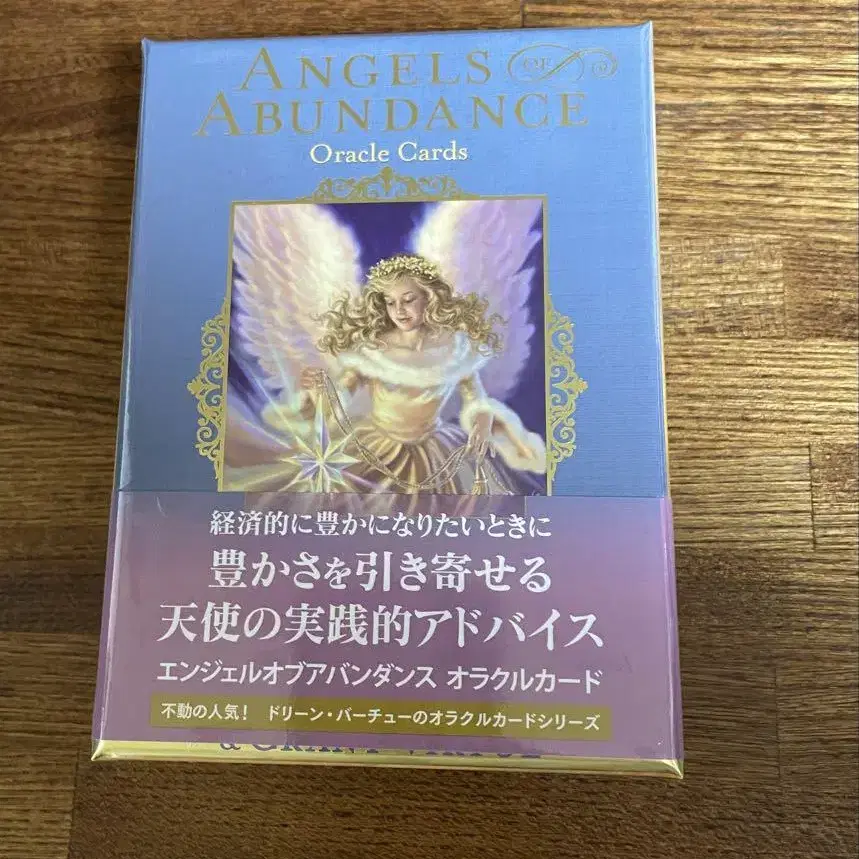 ANGELS OF
ABUNDANCE
Oracle Cards
経済的に豊かになりたいときに
豊かさを引き寄せる
天使の実践的アドバイス
エンジェルオブアバンダンス オラクルカード
不動の人気! ドリーン・バーチューのオラクルカードシリーズ
& GRANT VIRTUE